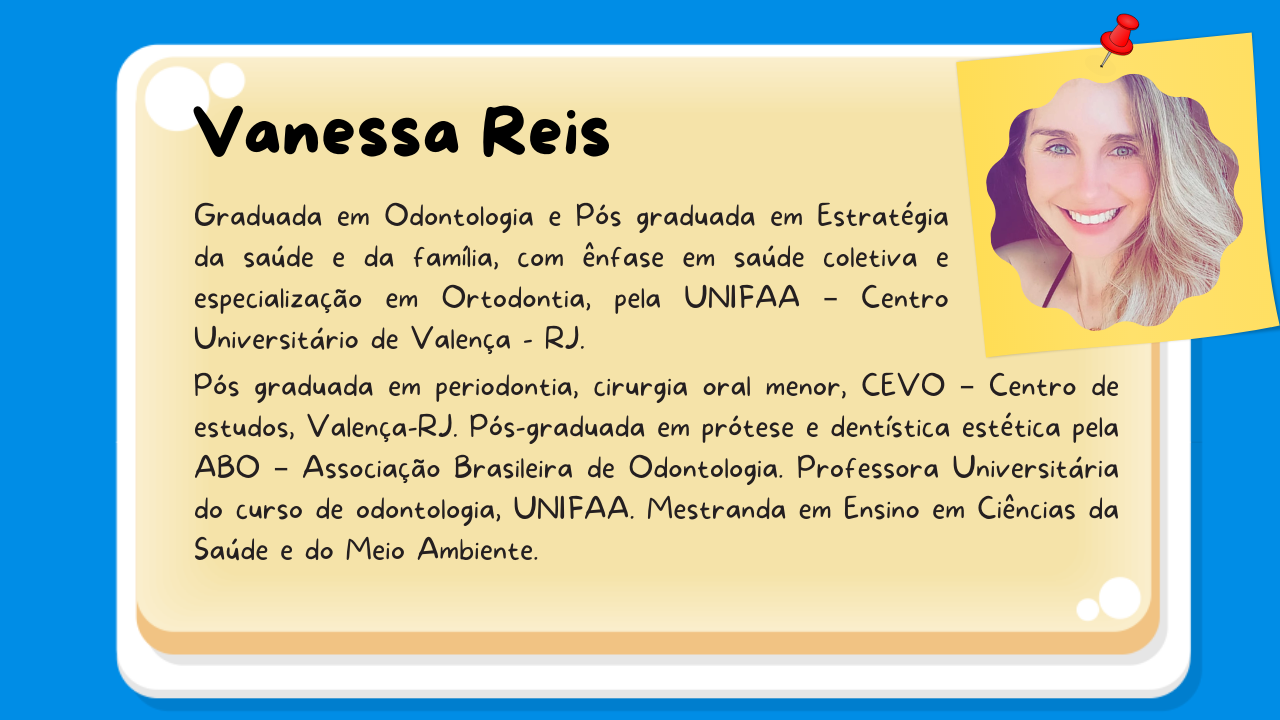 Vanessa Reis
Graduada em Odontologia e Pós graduada em Estratégia
da saúde e da família, com ênfase em saúde coletiva e
especialização em Ortodontia, pela UNIFAA – Centro
Universitário de Valença - RJ.
Pós graduada em periodontia, cirurgia oral menor, CEVO – Centro de
estudos, Valença-RJ. Pós-graduada em prótese e dentística estética pela
ABO – Associação Brasileira de Odontologia. Professora Universitária
do curso de odontologia, UNIFAA. Mestranda em Ensino em Ciências da
Saúde e do Meio Ambiente.